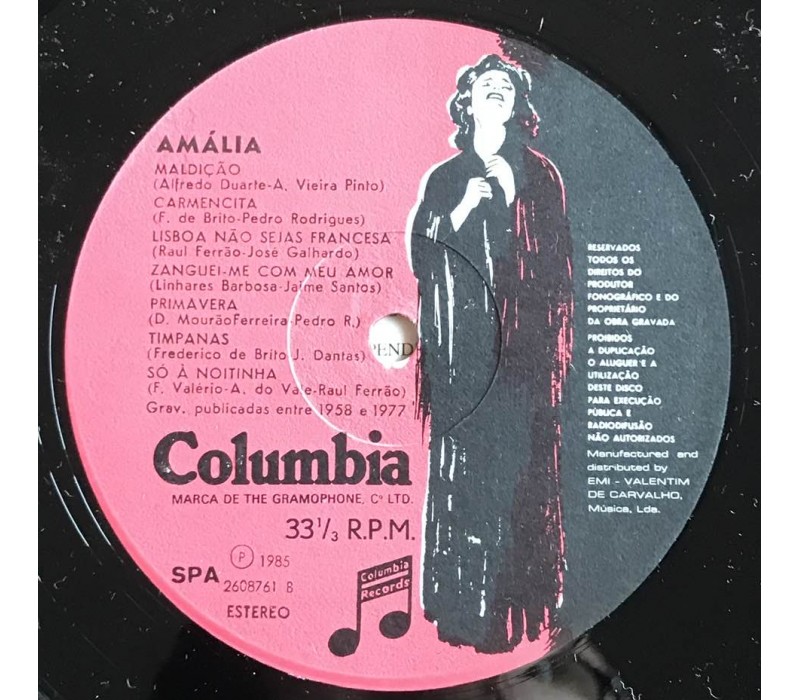 AMÁLIA
MALDIÇÃO
(Alfredo Duarte-A. Vieira Pinto)
CARMENCITA
(F. de Brito-Pedro Rodrigues)
LISBOA NÃO SEJAS FRANCESA
(Raul Ferrão-José Galhardo)
ZANGUEI-ME COM MEU AMOR
(Linhares Barbosa-Jaime Santos)
PRIMAVERA
(D. MourãoFerreira-Pedro R.)
TIMPANAS
(Frederico de Brito-J. Dantas)
SÓ À NOITINHA
(F. Valério-A. do Vale-Raul Ferrão)
Grav. publicadas entre 1958 e 1977
Columbia
MARCA DE THE GRAMOPHONE, Cº LTD.
33 1/3 R.P.M.
Ⓟ 1985
SPA
2608761 B
ESTEREO
Columbia
Records
PEND
RESERVADOS
TODOS OS
DIREITOS DO
PRODUTOR
FONOGRÁFICO E DO
PROPRIETÁRIO
DA OBRA GRAVADA
PROIBIDOS
A DUPLICAÇÃO
O ALUGUER E A
UTILIZAÇÃO
DESTE DISCO
PARA EXECUÇÃO
PÚBLICA E
RADIODIFUSÃO
NÃO AUTORIZADOS
Manufactured and
distributed by
EMI - VALENTIM
DE CARVALHO,
Música, Lda.